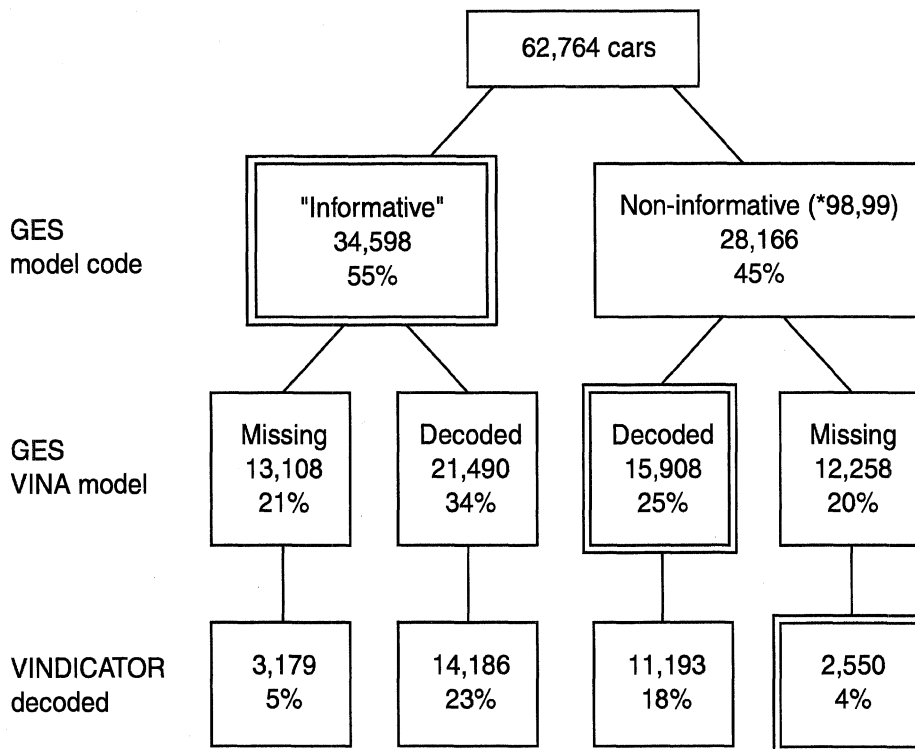 62,764 cars
GES
model code
"Informative"
34,598
55%
Non-informative (*98,99)
28,166
45%
GES
VINA model
Missing
13,108
21%
Decoded
21,490
34%
Decoded
15,908
25%
Missing
12,258
20%
VINDICATOR
decoded
3,179
5%
14,186
23%
11,193
18%
2,550
4%